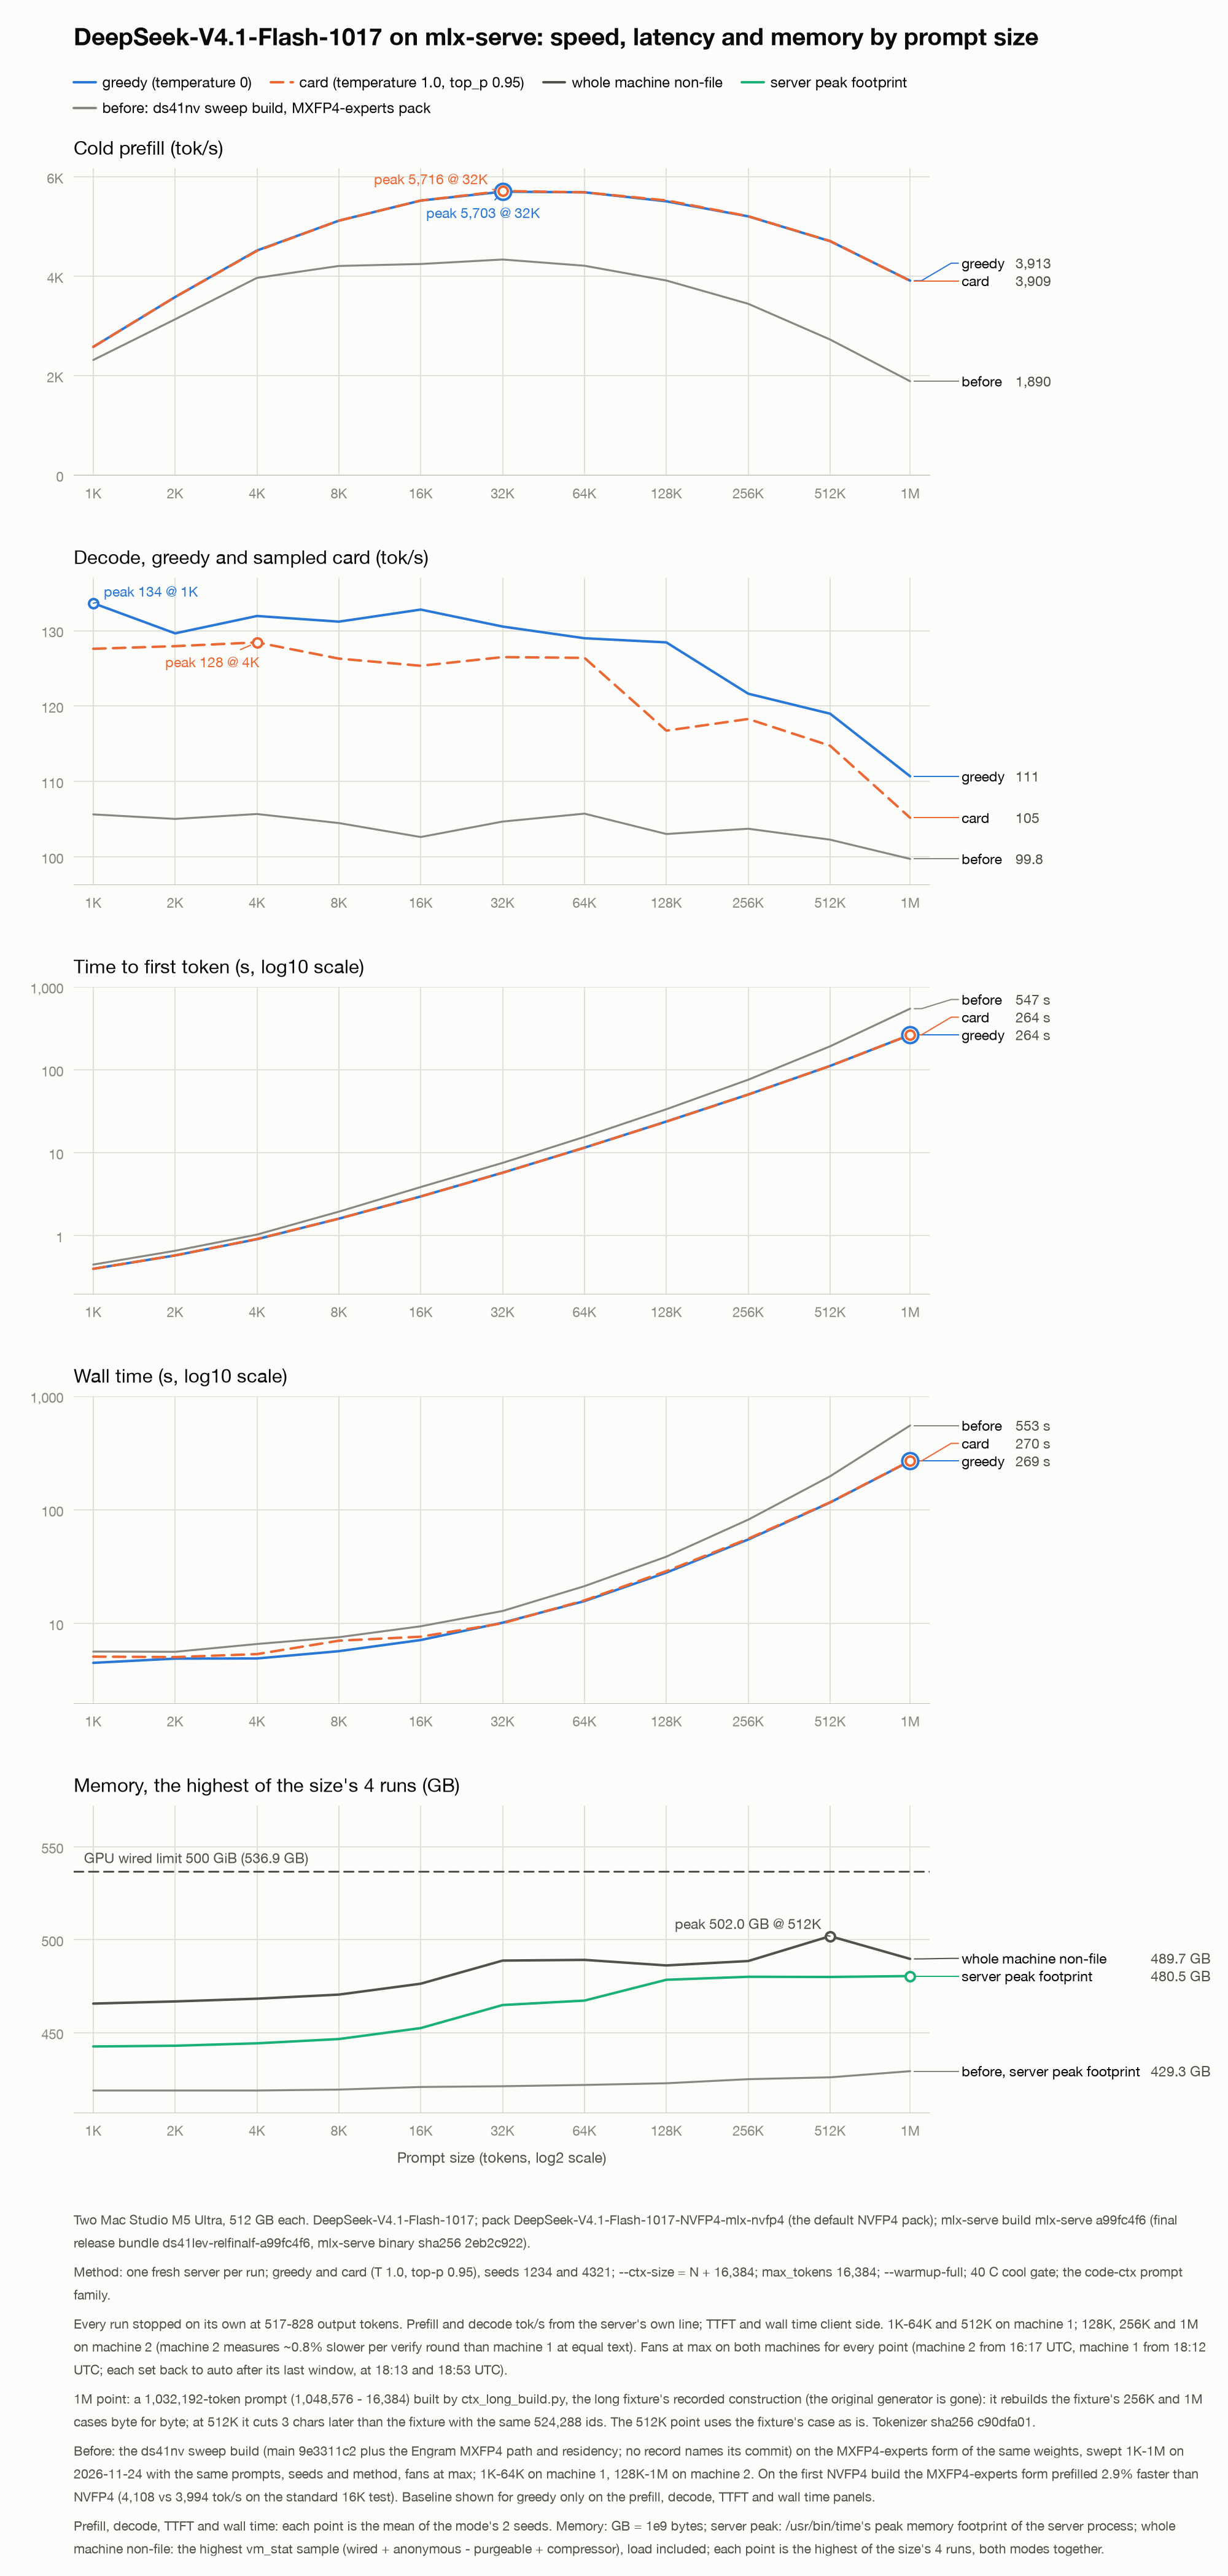 DeepSeek-V4.1-Flash-1017 on mlx-serve: speed, latency and memory by prompt size
greedy (temperature 0)
card (temperature 1.0, top_p 0.95)
whole machine non-file
server peak footprint
before: ds41nv sweep build, MXFP4-experts pack
Cold prefill (tok/s)
6K
4K
2K
0
peak 5,716 @ 32K
peak 5,703 @ 32K
greedy 3,913
card 3,909
before 1,890
1K 2K 4K 8K 16K 32K 64K 128K 256K 512K 1M
Decode, greedy and sampled card (tok/s)
130
120
110
100
peak 134 @ 1K
peak 128 @ 4K
greedy 111
card 105
before 99.8
1K 2K 4K 8K 16K 32K 64K 128K 256K 512K 1M
Time to first token (s, log10 scale)
1,000
100
10
1
before 547 s
card 264 s
greedy 264 s
1K 2K 4K 8K 16K 32K 64K 128K 256K 512K 1M
Wall time (s, log10 scale)
1,000
100
10
before 553 s
card 270 s
greedy 269 s
1K 2K 4K 8K 16K 32K 64K 128K 256K 512K 1M
Memory, the highest of the size's 4 runs (GB)
550
500
450
GPU wired limit 500 GiB (536.9 GB)
peak 502.0 GB @ 512K
whole machine non-file 489.7 GB
server peak footprint 480.5 GB
before, server peak footprint 429.3 GB
1K 2K 4K 8K 16K 32K 64K 128K 256K 512K 1M
Prompt size (tokens, log2 scale)
Two Mac Studio M5 Ultra, 512 GB each. DeepSeek-V4.1-Flash-1017; pack DeepSeek-V4.1-Flash-1017-NVFP4-mlx-nvfp4 (the default NVFP4 pack); mlx-serve build mlx-serve a99fc4f6 (final
release bundle ds41lev-relfinalf-a99fc4f6, mlx-serve binary sha256 2eb2c922).
Method: one fresh server per run; greedy and card (T 1.0, top-p 0.95), seeds 1234 and 4321; --ctx-size = N + 16,384; max_tokens 16,384; --warmup-full; 40 C cool gate; the code-ctx prompt
family.
Every run stopped on its own at 517-828 output tokens. Prefill and decode tok/s from the server's own line; TTFT and wall time client side. 1K-64K and 512K on machine 1; 128K, 256K and 1M
on machine 2 (machine 2 measures ~0.8% slower per verify round than machine 1 at equal text). Fans at max on both machines for every point (machine 2 from 16:17 UTC, machine 1 from 18:12
UTC; each set back to auto after its last window, at 18:13 and 18:53 UTC).
1M point: a 1,032,192-token prompt (1,048,576 - 16,384) built by ctx_long_build.py, the long fixture's recorded construction (the original generator is gone): it rebuilds the fixture's 256K and 1M
cases byte for byte; at 512K it cuts 3 chars later than the fixture with the same 524,288 ids. The 512K point uses the fixture's case as is. Tokenizer sha256 c90dfa01.
Before: the ds41nv sweep build (main 9e3311c2 plus the Engram MXFP4 path and residency; no record names its commit) on the MXFP4-experts form of the same weights, swept 1K-1M on
2026-11-24 with the same prompts, seeds and method, fans at max; 1K-64K on machine 1, 128K-1M on machine 2. On the first NVFP4 build the MXFP4-experts form prefilled 2.9% faster than
NVFP4 (4,108 vs 3,994 tok/s on the standard 16K test). Baseline shown for greedy only on the prefill, decode, TTFT and wall time panels.
Prefill, decode, TTFT and wall time: each point is the mean of the mode's 2 seeds. Memory: GB = 1e9 bytes; server peak: /usr/bin/time's peak memory footprint of the server process; whole
machine non-file: the highest vm_stat sample (wired + anonymous - purgeable + compressor), load included; each point is the highest of the size's 4 runs, both modes together.